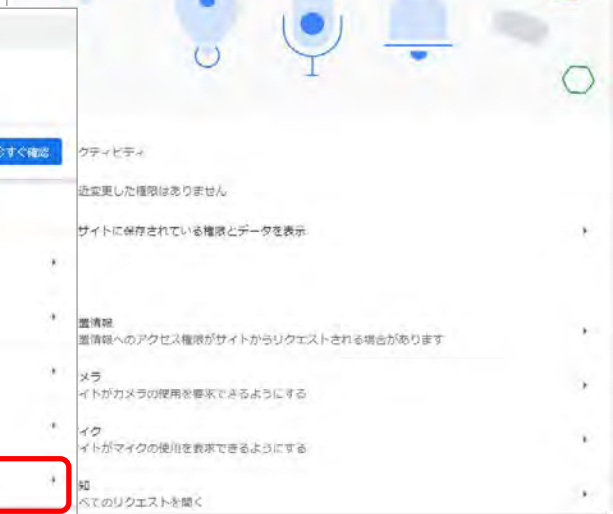 今すぐ確認
クティビティ
近変更した権限はありません
サイトに保存されている権限とデータを表示
置情報
置情報へのアクセス権限がサイトからリクエストされる場合があります
メラ
イトがカメラの使用を要求できるようにする
イク
イトがマイクの使用を要求できるようにする
知
べてのリクエストを開く